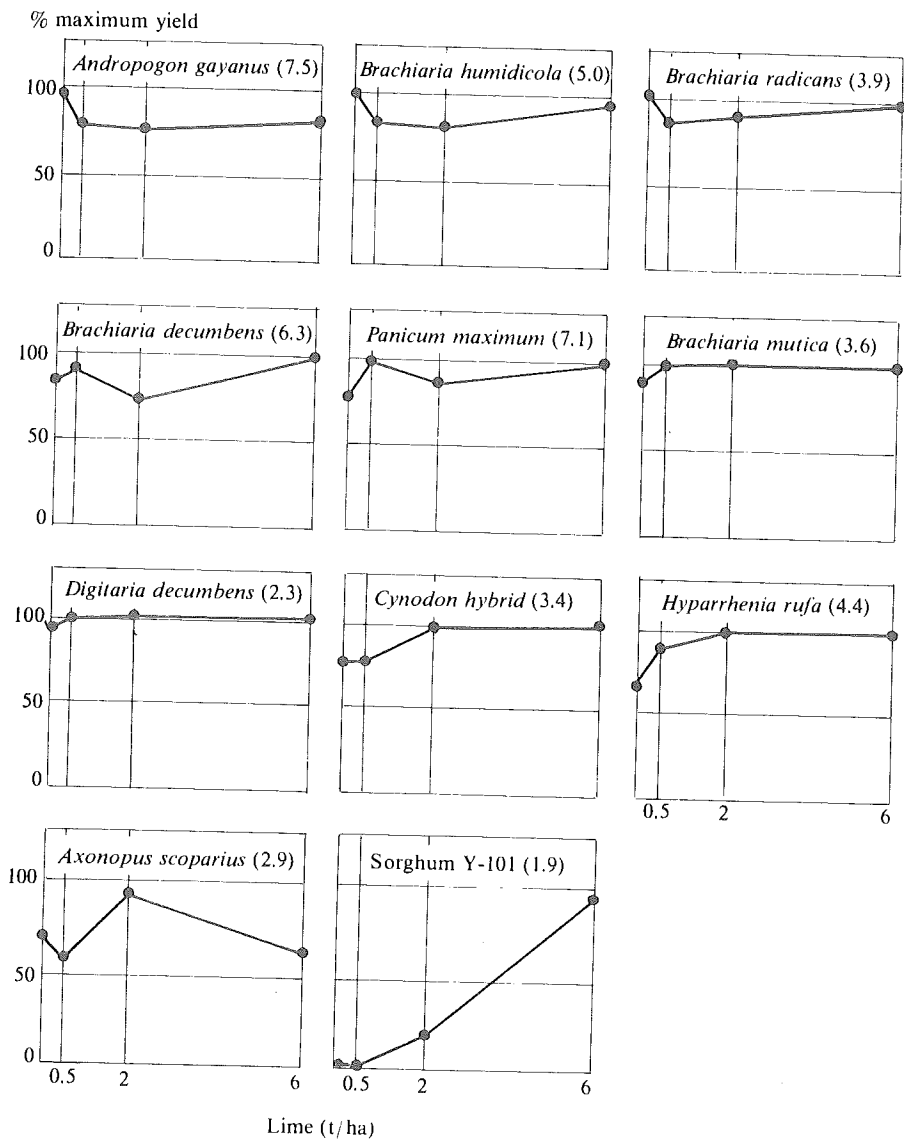 % maximum yield
Andropogon gayanus (7.5)
Brachiaria humidicola (5.0)
Brachiaria radicans (3.9)
100
50
0
Brachiaria decumbens (6.3)
Panicum maximum (7.1)
Brachiaria mutica (3.6)
100
50
0
Digitaria decumbens (2.3)
Cynodon hybrid (3.4)
Hyparrhenia rufa (4.4)
100
50
0
0.5 2 6
Axonopus scoparius (2.9)
Sorghum Y-101 (1.9)
100
50
0
0.5 2 6
0.5 2 6
Lime (t/ha)